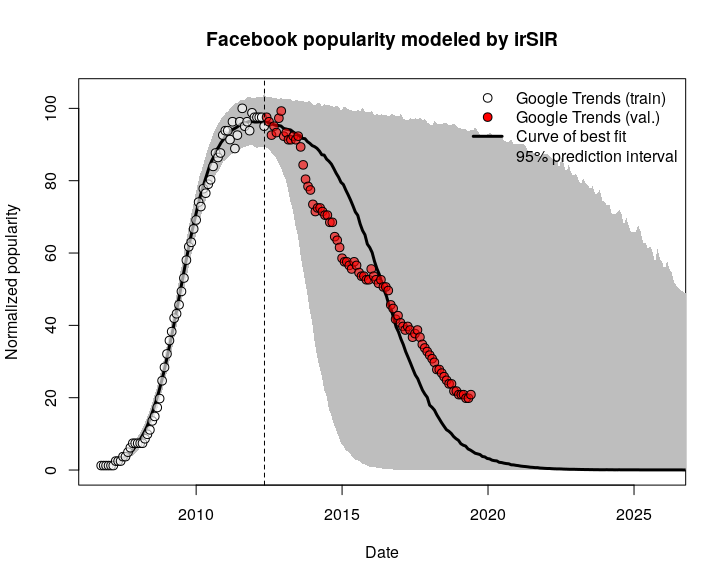 Facebook popularity modeled by irSIR
Google Trends (train)
Google Trends (val.)
Curve of best fit
95% prediction interval
Normalized popularity
100
80
60
40
20
0
2010 2015 2020 2025
Date